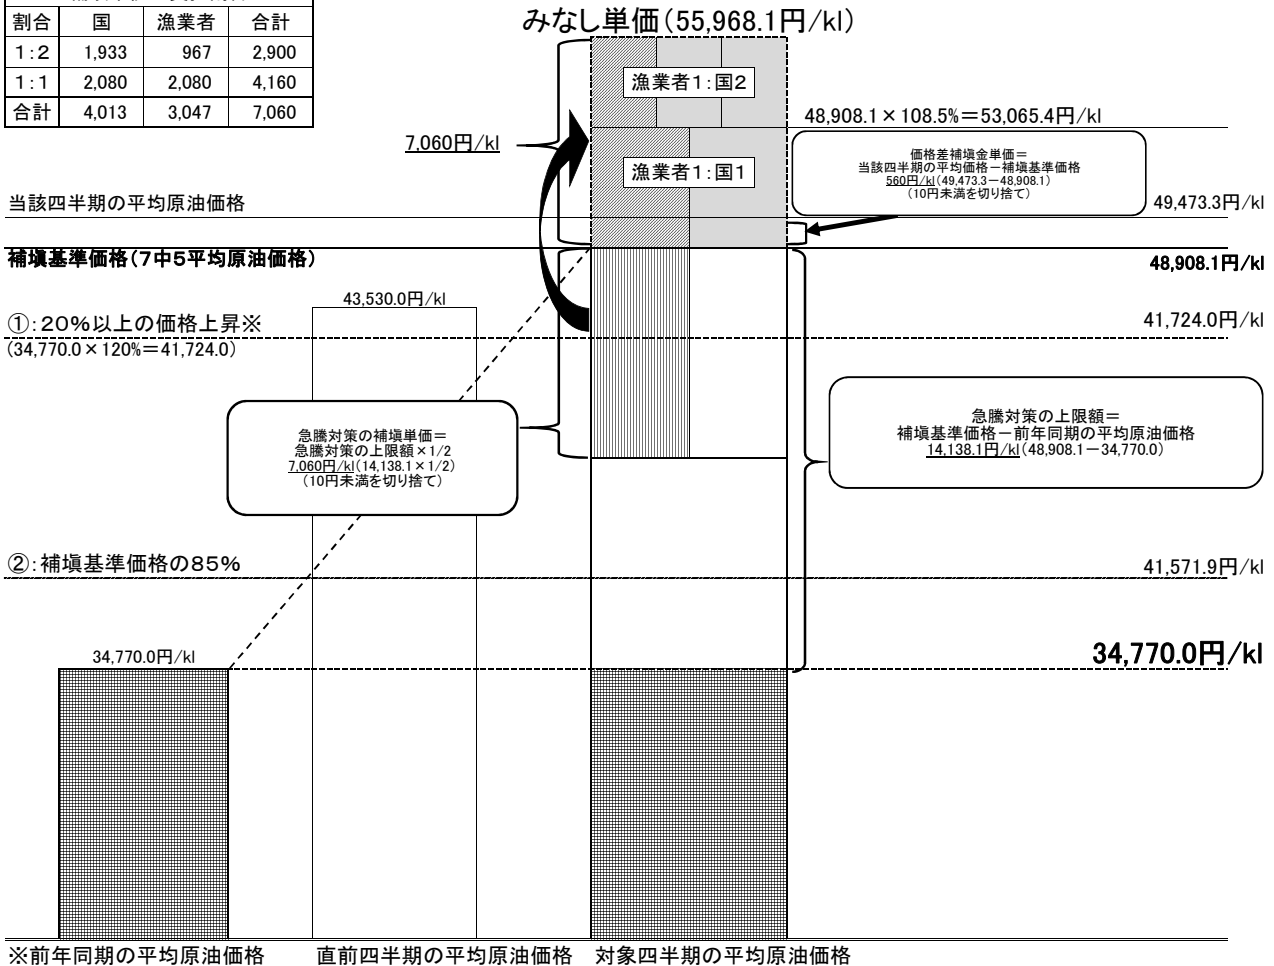 割合 国 漁業者 合計
1:2 1,933 967 2,900
1:1 2,080 2,080 4,160
合計 4,013 3,047 7,060
みなし単価(55,968.1円/kl)
漁業者1:国2
48,908.1×108.5%=53,065.4円/kl
7,060円/kl
漁業者1:国1
価格差補塡金単価=
当該四半期の平均価格-補塡基準価格
560円/kl(49,473.3-48,908.1)
(10円未満を切り捨て)
当該四半期の平均原油価格
49,473.3円/kl
補塡基準価格(7中5平均原油価格)
48,908.1円/kl
43,530.0円/kl
①:20%以上の価格上昇※
41,724.0円/kl
(34,770.0×120%=41,724.0)
急騰対策の補塡単価=
急騰対策の上限額×1/2
7,060円/kl(14,138.1×1/2)
(10円未満を切り捨て)
急騰対策の上限額=
補塡基準価格-前年同期の平均原油価格
14,138.1円/kl(48,908.1-34,770.0)
②:補塡基準価格の85%
41,571.9円/kl
34,770.0円/kl
34,770.0円/kl
※前年同期の平均原油価格
直前四半期の平均原油価格
対象四半期の平均原油価格